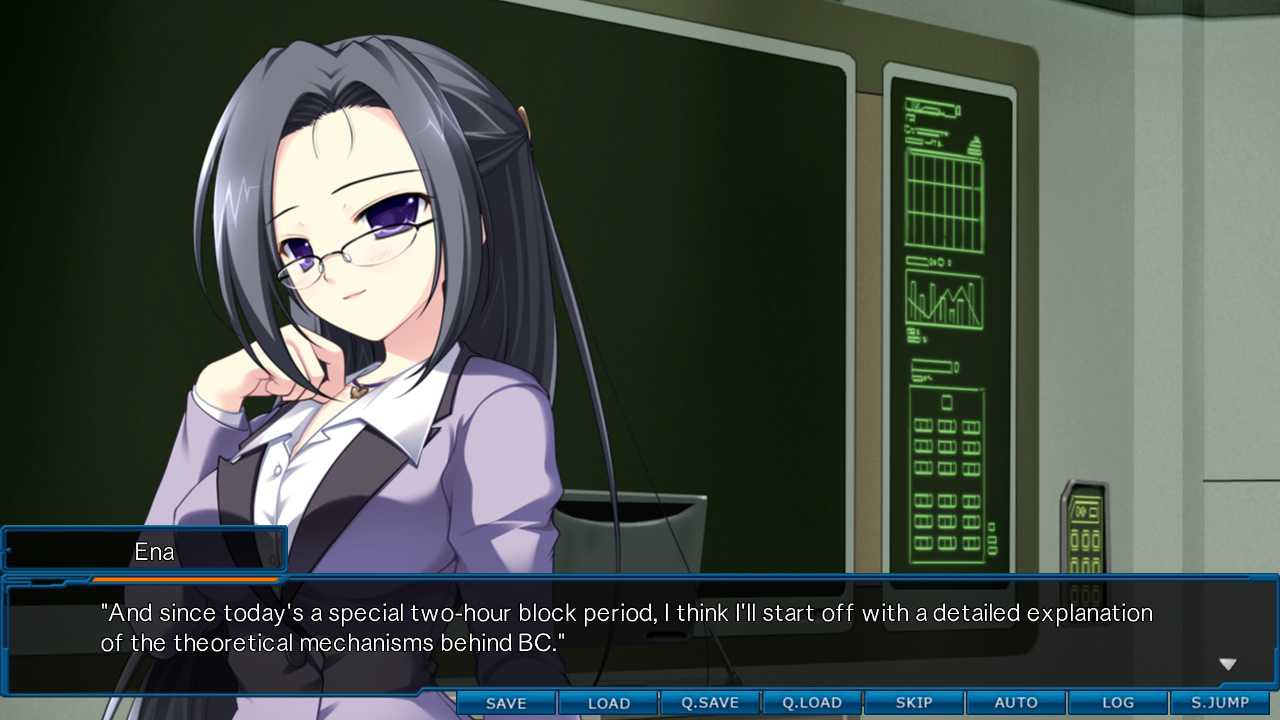 Ena
"And since today's a special two-hour block period, I think I'll start off with a detailed explanation
of the theoretical mechanisms behind BC."
SAVE LOAD Q.SAVE Q.LOAD SKIP AUTO LOG S.JUMP